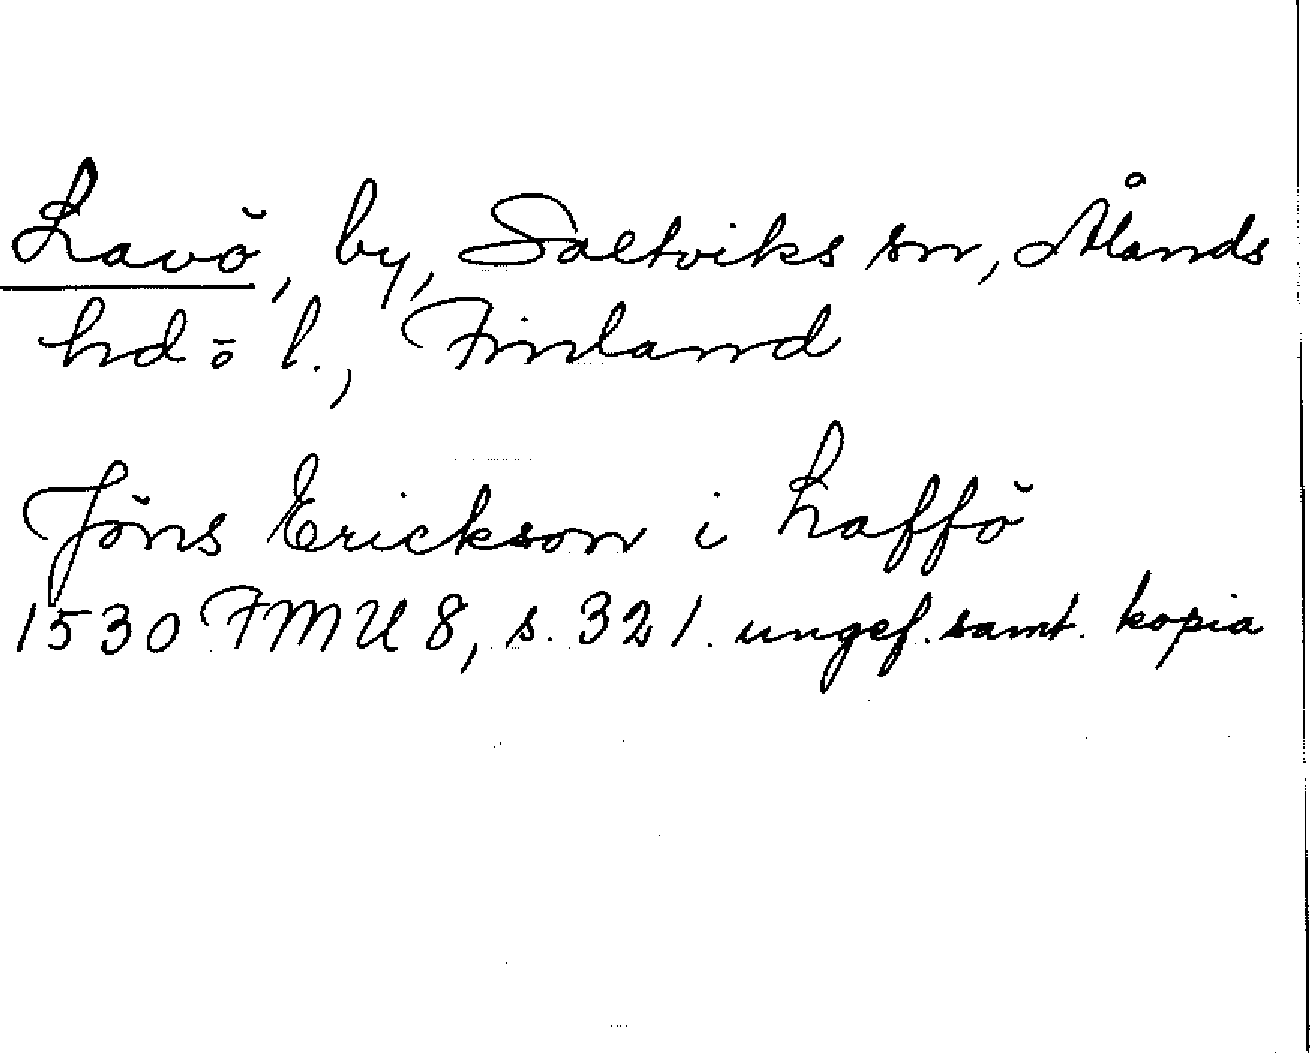 Lavö, by, Saltviks sn, Ålands
hd o l., Finland
Jöns Erickson i Laffö
1530 FMU 8, s. 321. ungef. samt. kopia